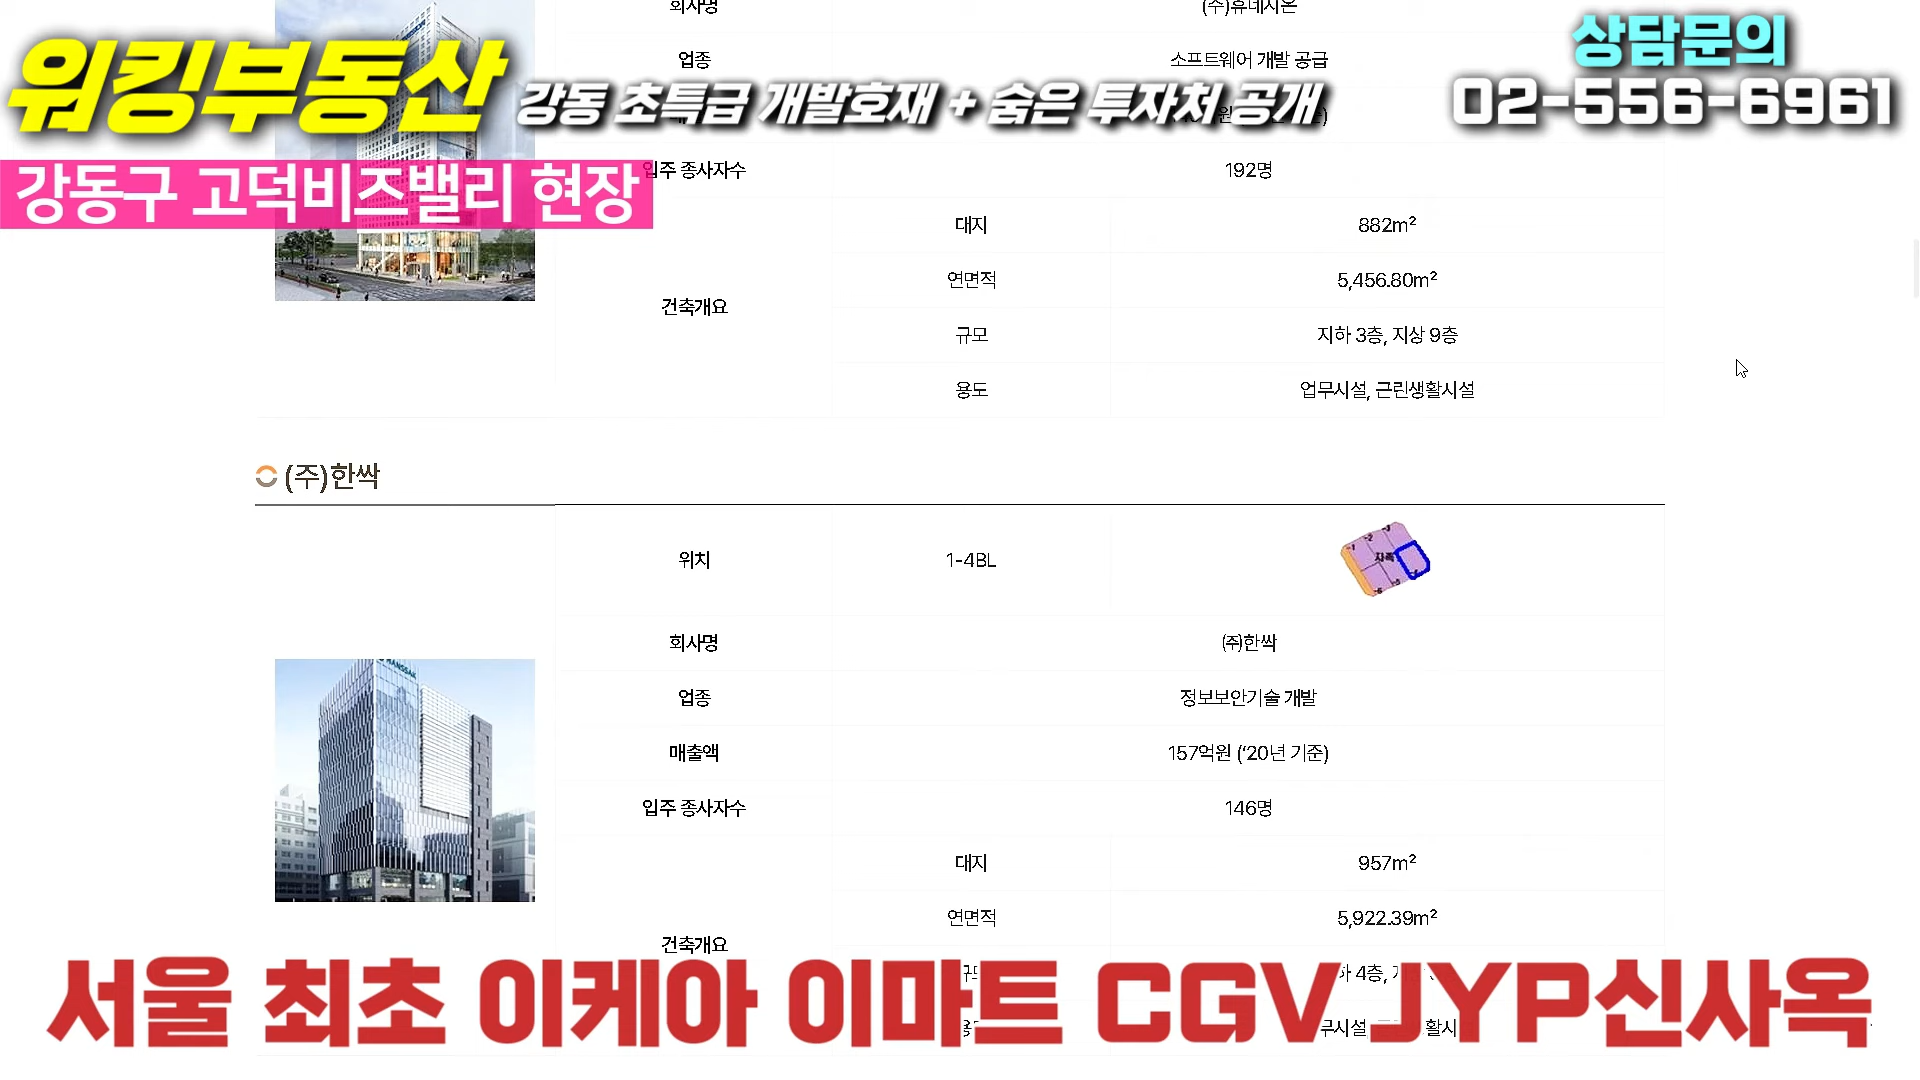 회사명 (주)휴네시온
워킹부동산
강동 초특급 개발호재 + 숨은 투자처 공개
상담문의
02-556-6961
업종 소프트웨어 개발 공급
강동구 고덕비즈밸리 현장
입주 종사자수 192명
건축개요
대지 882m²
연면적 5,456.80m²
규모 지하 3층, 지상 9층
용도 업무시설, 근린생활시설
(주)한싹
위치 1-4BL
회사명 ㈜한싹
업종 정보보안기술 개발
매출액 157억원 (‘20년 기준)
입주 종사자수 146명
건축개요
대지 957m²
연면적 5,922.39m²
서울 최초 이케아 이마트 CGV JYP신사옥